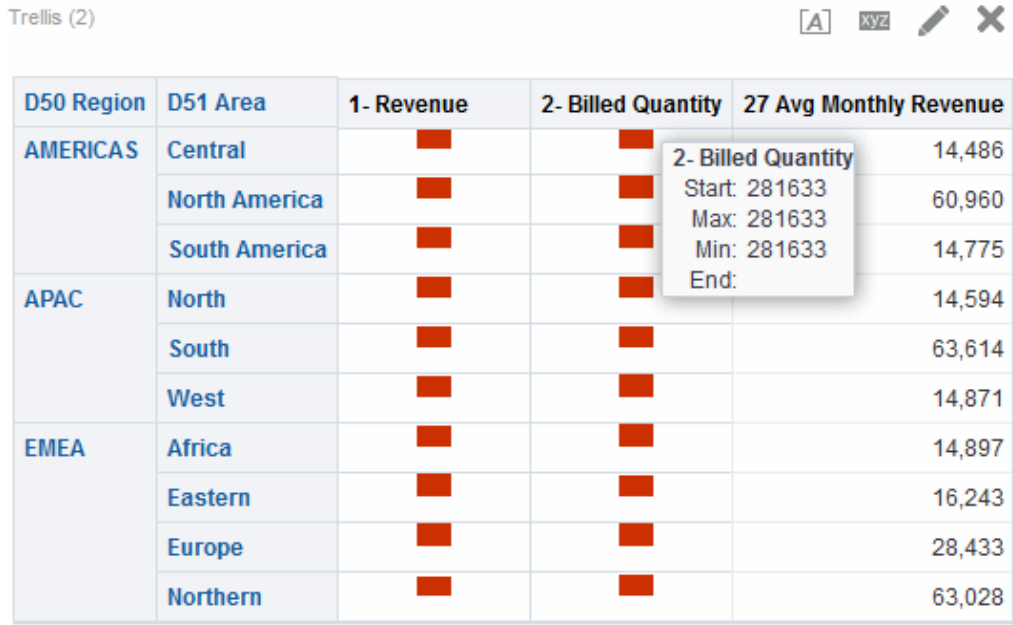 Trellis (2)
[A] xyz
D50 Region D51 Area 1- Revenue 2- Billed Quantity 27 Avg Monthly Revenue
AMERICAS Central 14,486
North America 60,960
South America 14,775
APAC North 14,594
South 63,614
West 14,871
EMEA Africa 14,897
Eastern 16,243
Europe 28,433
Northern 63,028
2- Billed Quantity
Start: 281633
Max: 281633
Min: 281633
End: